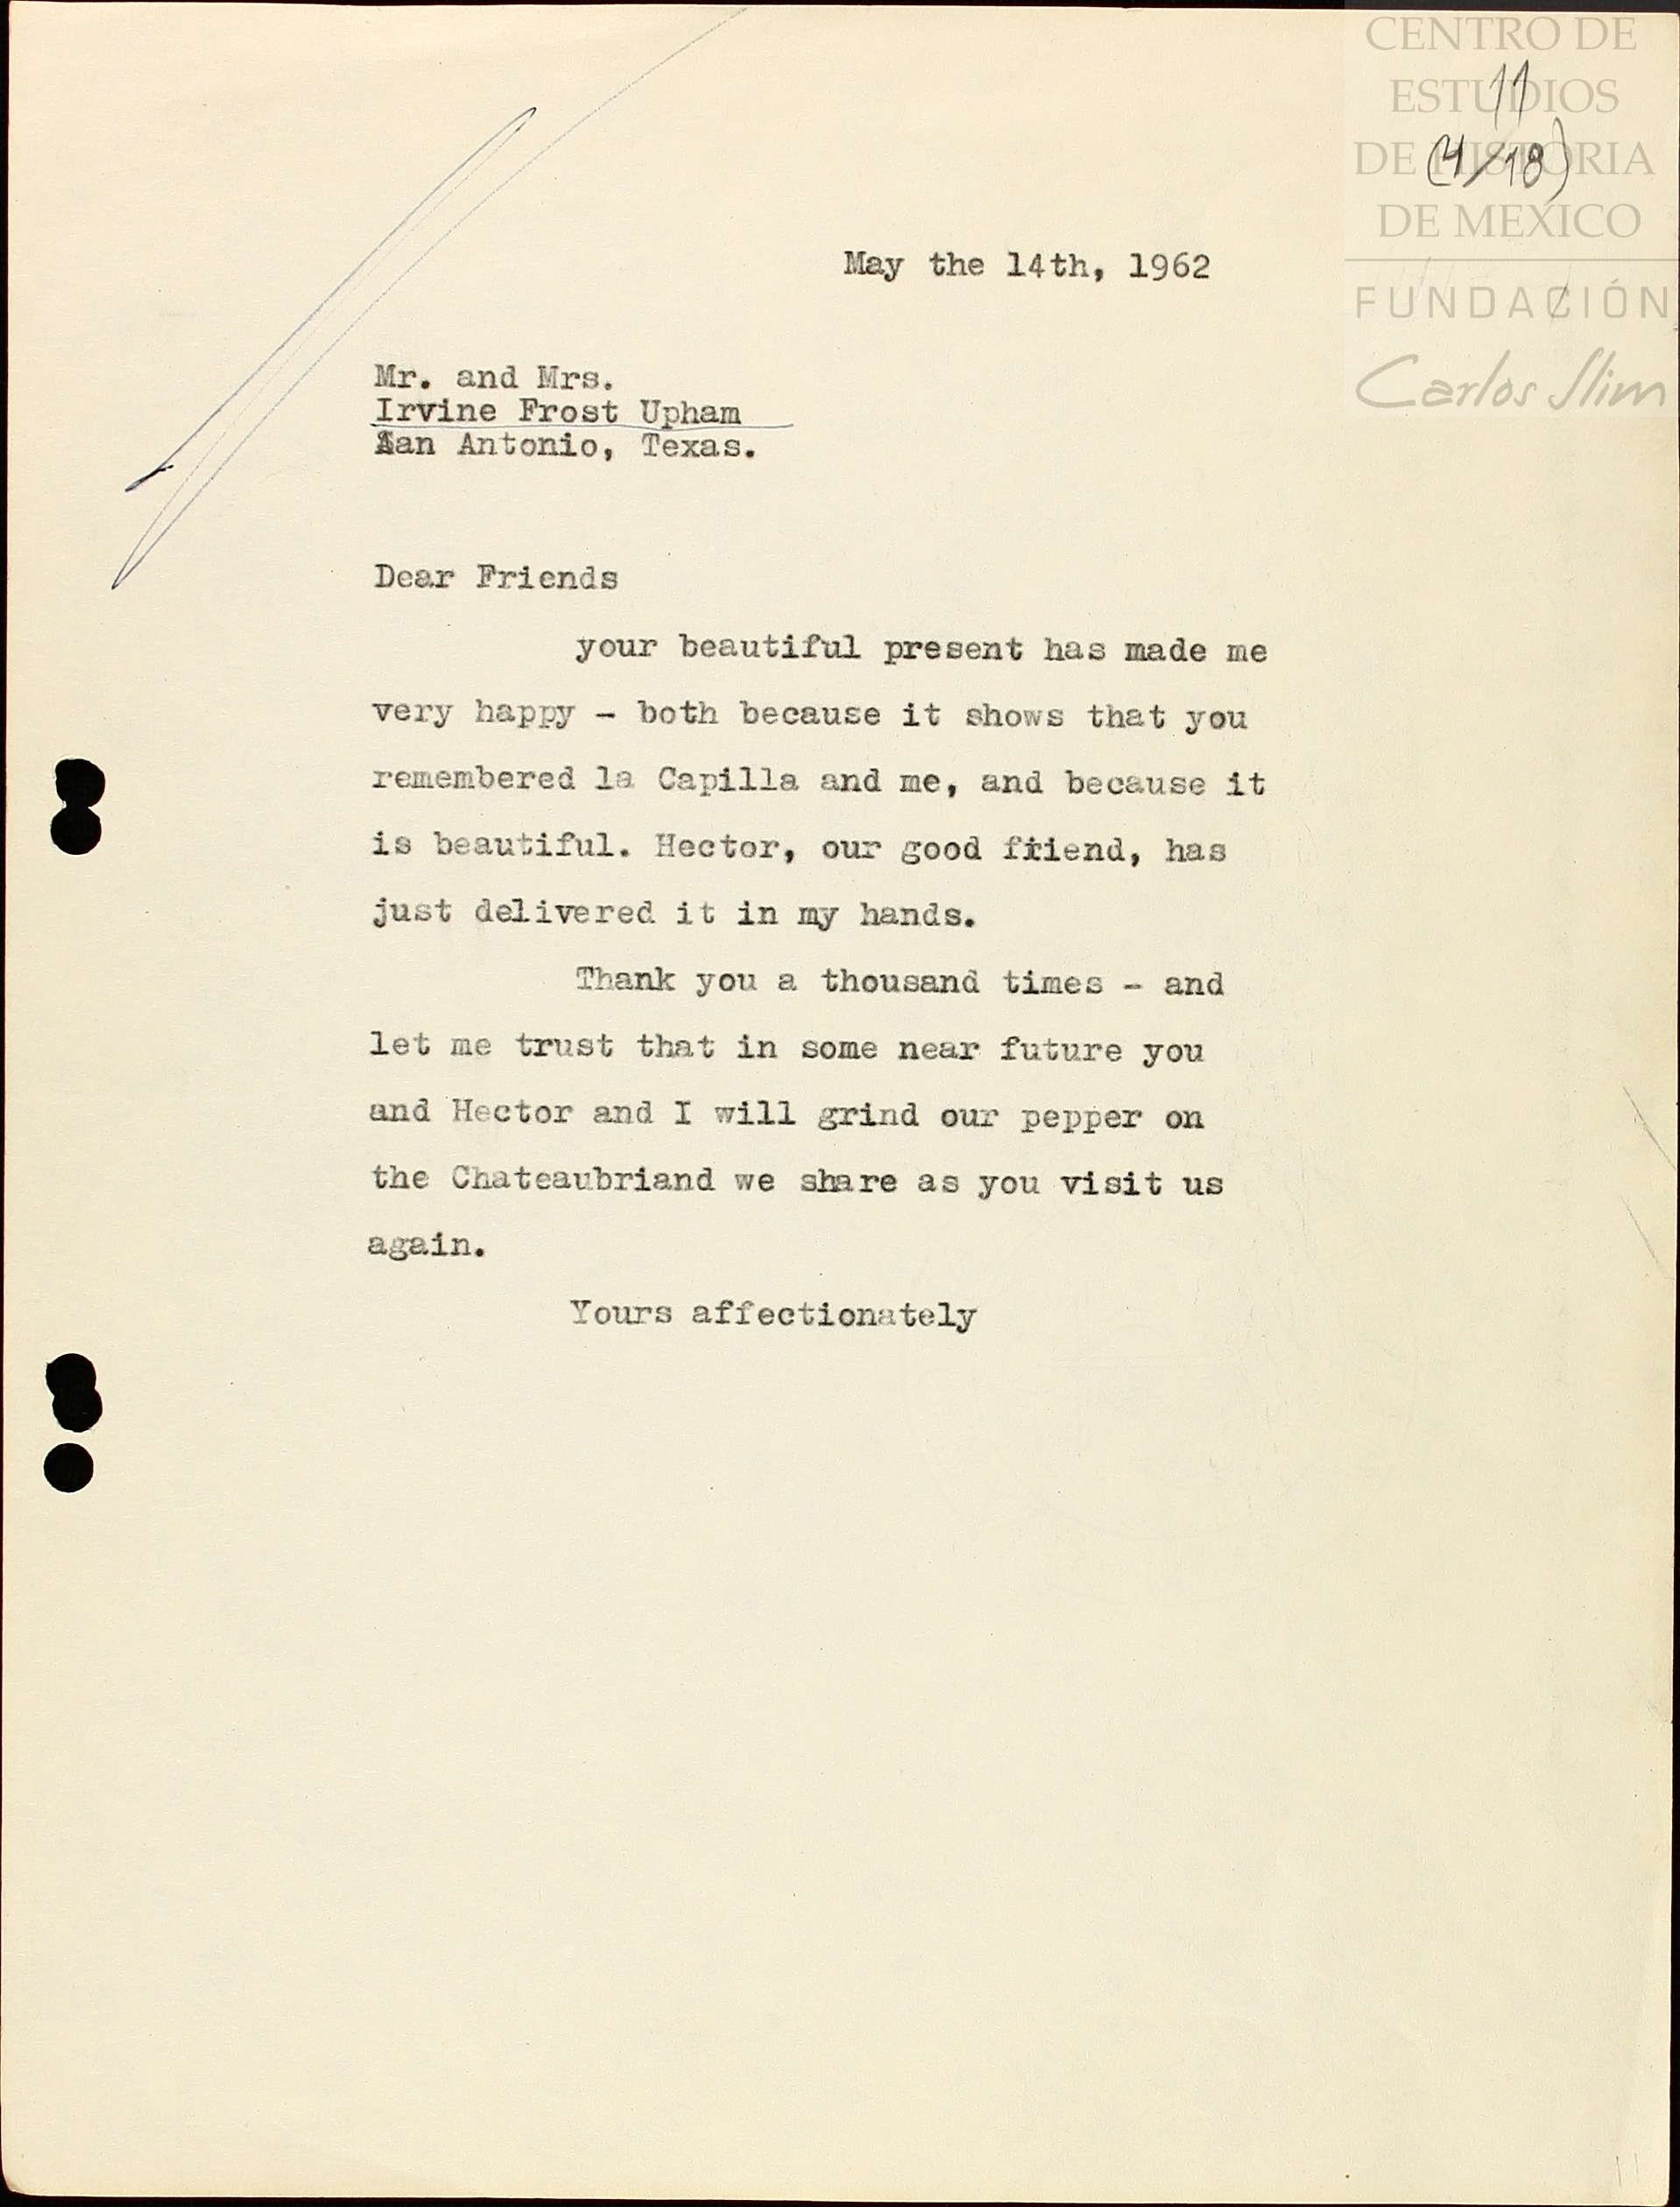 CENTRO DE
ESTUDIOS
DE HISTORIA
DE MEXICO
FUNDACIÓN
Carlos Slim
11
(4/18)
May the 14th, 1962
Mr. and Mrs.
Irvine Frost Upham
San Antonio, Texas.
Dear Friends
your beautiful present has made me
very happy - both because it shows that you
remembered la Capilla and me, and because it
is beautiful. Hector, our good friend, has
just delivered it in my hands.
Thank you a thousand times - and
let me trust that in some near future you
and Hector and I will grind our pepper on
the Chateaubriand we share as you visit us
again.
Yours affectionately